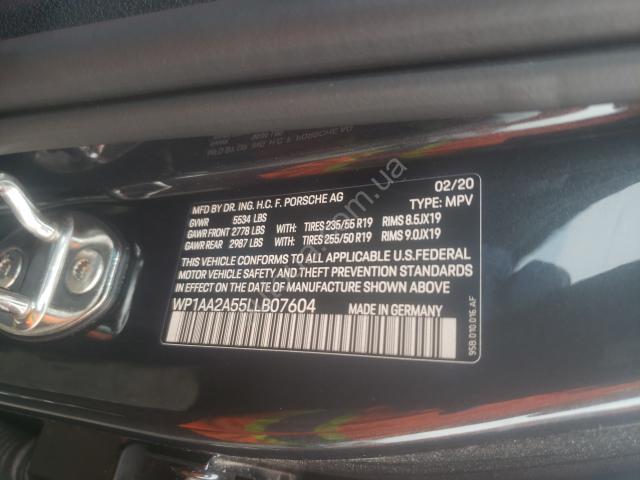 MFD BY DR. ING. H.C. F. PORSCHE AG 02/20
GVWR 5534 LBS TYPE: MPV
GAWR FRONT 2778 LBS WITH: TIRES 235/55 R19 RIMS 8.5JX19
GAWR REAR 2987 LBS WITH: TIRES 255/50 R19 RIMS 9.0JX19
THIS VEHICLE CONFORMS TO ALL APPLICABLE U.S.FEDERAL
MOTOR VEHICLE SAFETY AND THEFT PREVENTION STANDARDS
IN EFFECT ON THE DATE OF MANUFACTURE SHOWN ABOVE
WP1AA2A55LLB07604
95B.010.016.AF